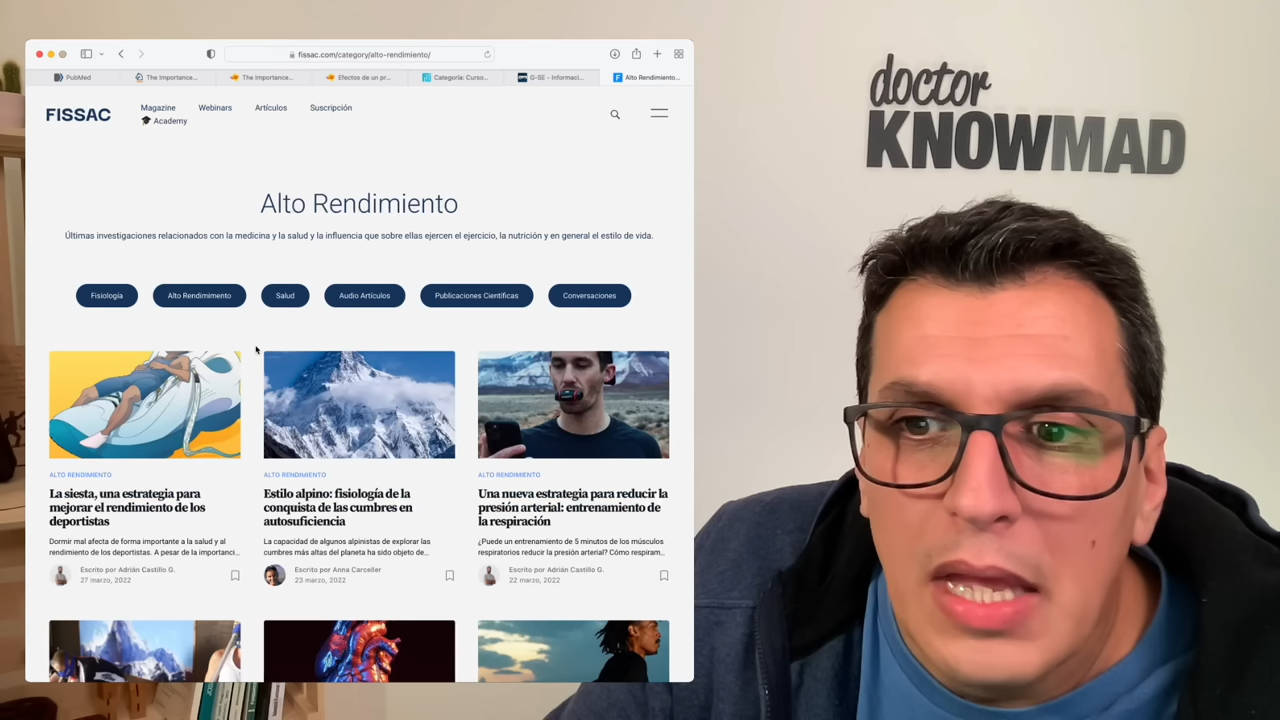 fissac.com/category/alto-rendimiento/
PubMed
The Importance...
The Importance...
Efectos de un pr...
Categoría: Curso...
G-SE - Informaci...
Alto Rendimiento...
FISSAC
Magazine
Webinars
Artículos
Suscripción
Academy
Alto Rendimiento
Últimas investigaciones relacionados con la medicina y la salud y la influencia que sobre ellas ejercen el ejercicio, la nutrición y en general el estilo de vida.
Fisiología
Alto Rendimimento
Salud
Audio Artículos
Publicaciones Científicas
Conversaciones
ALTO RENDIMIENTO
La siesta, una estrategia para
mejorar el rendimiento de los
deportistas
Dormir mal afecta de forma importante a la salud y al
rendimiento de los deportistas. A pesar de la importanci...
Escrito por Adrián Castillo G.
27 marzo, 2022
ALTO RENDIMIENTO
Estilo alpino: fisiología de la
conquista de las cumbres en
autosuficiencia
La capacidad de algunos alpinistas de explorar las
cumbres más altas del planeta ha sido objeto de...
Escrito por Anna Carceller
23 marzo, 2022
ALTO RENDIMIENTO
Una nueva estrategia para reducir la
presión arterial: entrenamiento de
la respiración
¿Puede un entrenamiento de 5 minutos de los músculos
respiratorios reducir la presión arterial? Cómo respiram...
Escrito por Adrián Castillo G.
22 marzo, 2022
doctor
KNOWMAD